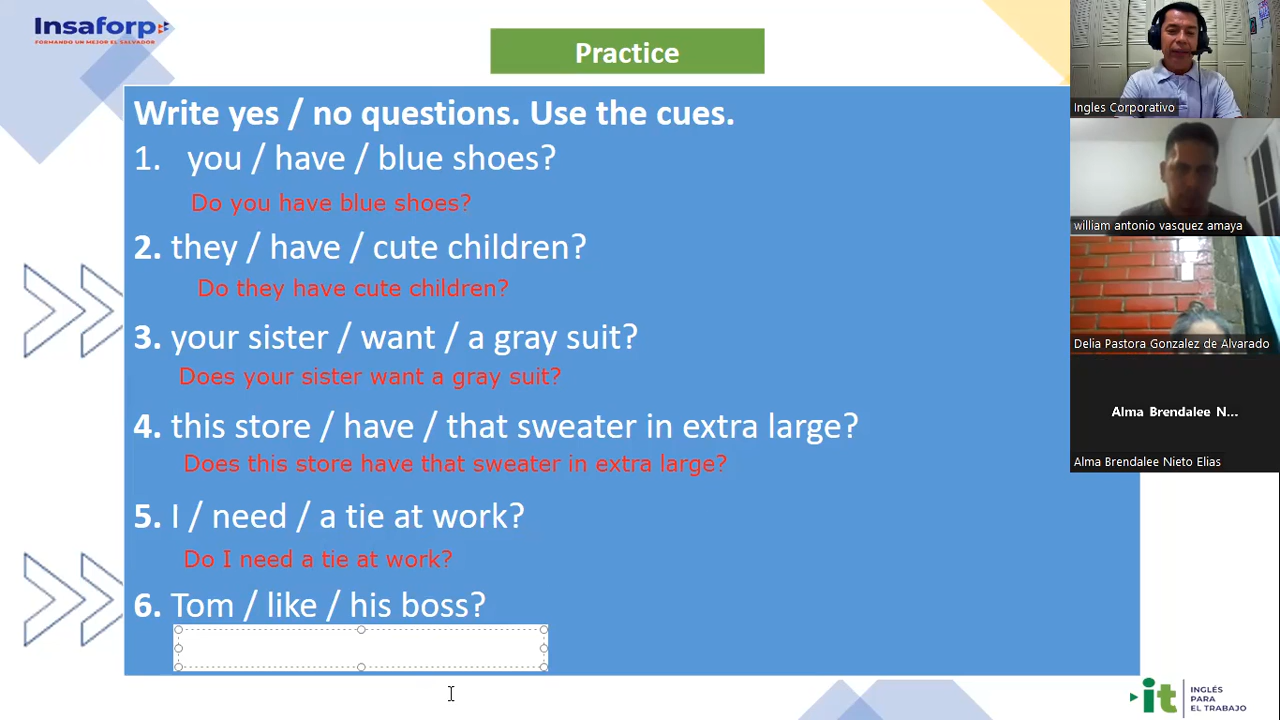 Insaforp
FORMANDO UN MEJOR EL SALVADOR
Practice
Write yes / no questions. Use the cues.
1. you / have / blue shoes?
Do you have blue shoes?
2. they / have / cute children?
Do they have cute children?
3. your sister / want / a gray suit?
Does your sister want a gray suit?
4. this store / have / that sweater in extra large?
Does this store have that sweater in extra large?
5. I / need / a tie at work?
Do I need a tie at work?
6. Tom / like / his boss?
Ingles Corporativo
william antonio vasquez amaya
Delia Pastora Gonzalez de Alvarado
Alma Brendalee N...
Alma Brendalee Nieto Elias
it
INGLÉS
PARA
EL TRABAJO